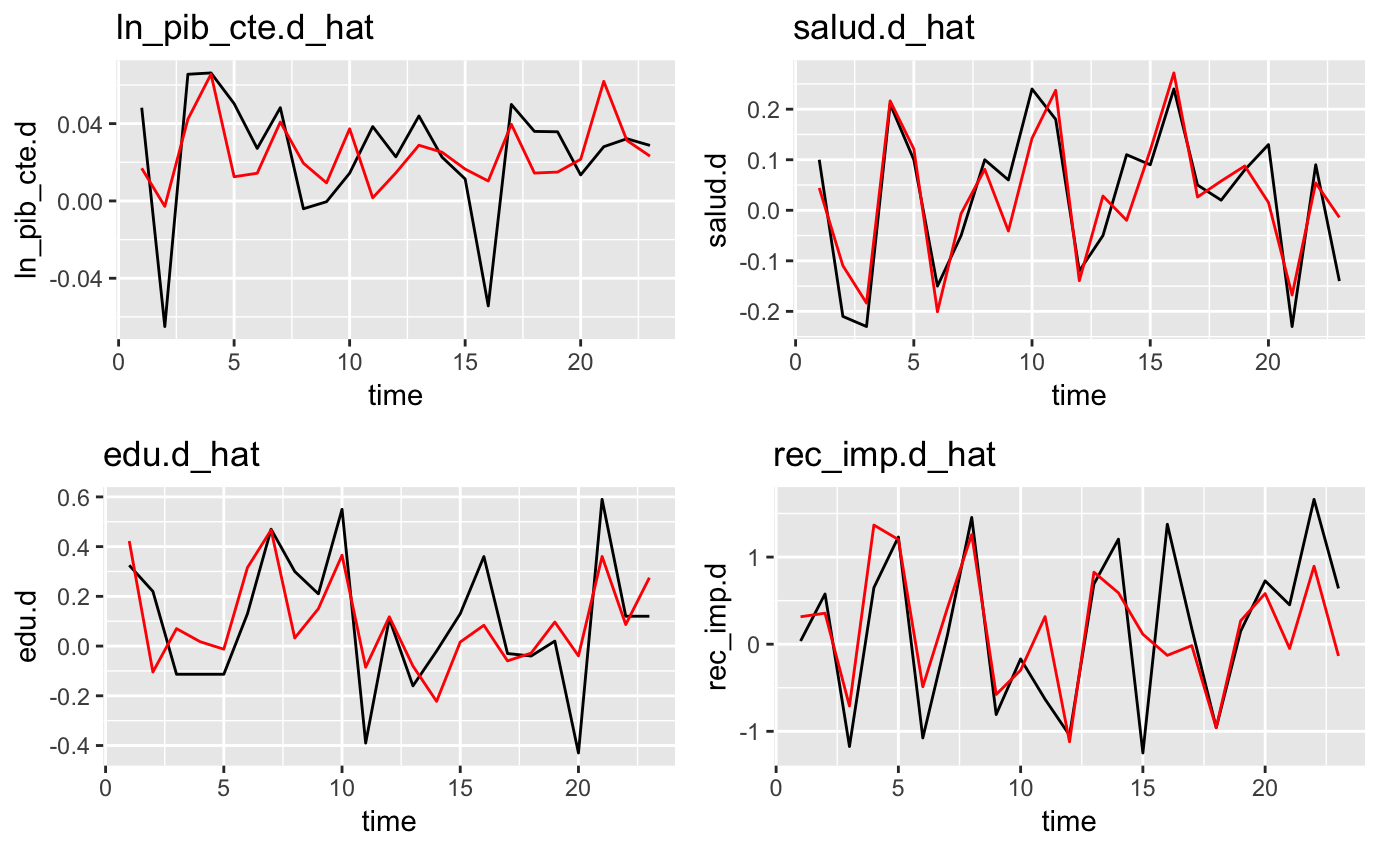 ln_pib_cte.d_hat
ln_pib_cte.d
0.04
0.00
-0.04
0 5 10 15 20
time
salud.d_hat
salud.d
0.2
0.1
0.0
-0.1
-0.2
0 5 10 15 20
time
edu.d_hat
edu.d
0.6
0.4
0.2
0.0
-0.2
-0.4
0 5 10 15 20
time
rec_imp.d_hat
rec_imp.d
1
0
-1
0 5 10 15 20
time